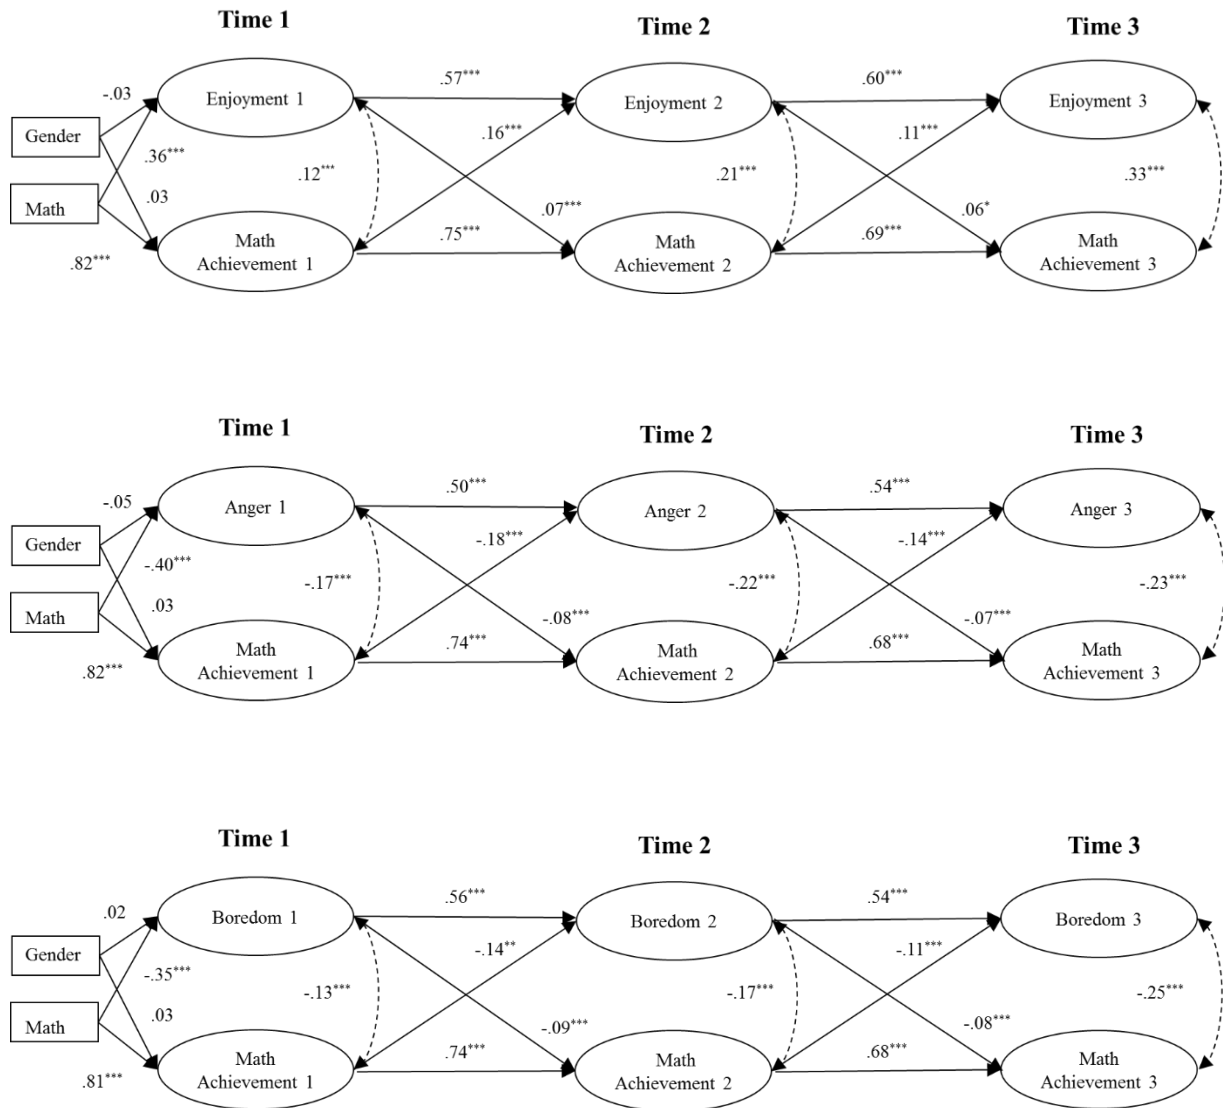 Time 1
Time 2
Time 3
-.03
Enjoyment 1
.57***
Enjoyment 2
.60***
Enjoyment 3
Gender
.36***
.16***
.11***
.12***
.21***
.33***
Math
.03
.07***
.06*
.82***
Math
Achievement 1
.75***
Math
Achievement 2
.69***
Math
Achievement 3
Time 1
Time 2
Time 3
-.05
Anger 1
.50***
Anger 2
.54***
Anger 3
Gender
-.40***
-.18***
-.14***
-.17***
-.22***
-.23***
Math
.03
-.08***
-.07***
.82***
Math
Achievement 1
.74***
Math
Achievement 2
.68***
Math
Achievement 3
Time 1
Time 2
Time 3
.02
Boredom 1
.56***
Boredom 2
.54***
Boredom 3
Gender
-.35***
-.14**
-.11***
-.13***
-.17***
-.25***
Math
.03
-.09***
-.08***
.81***
Math
Achievement 1
.74***
Math
Achievement 2
.68***
Math
Achievement 3